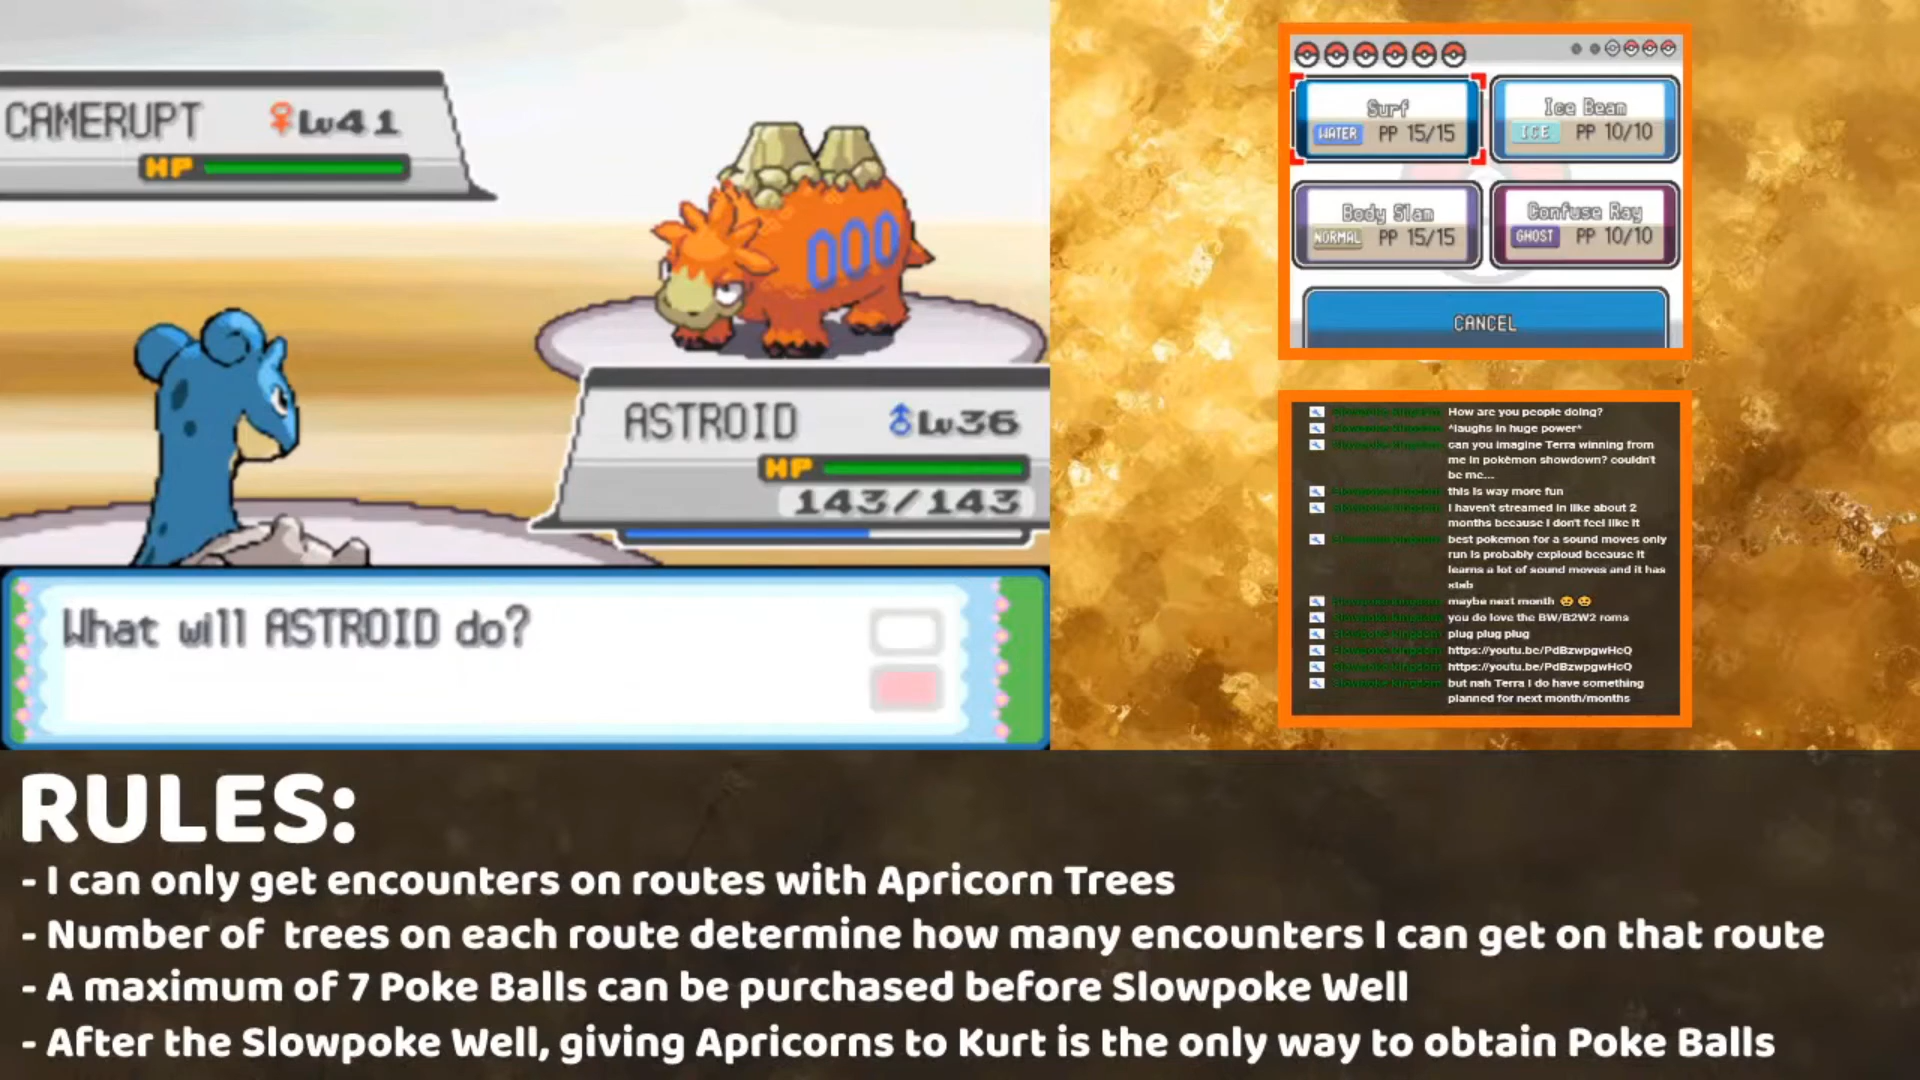 CAMERUPT ♀Lv41
HP
ASTROID ♂Lv36
HP
143/143
What will ASTROID do?
Surf
WATER PP 15/15
Ice Beam
ICE PP 10/10
Body Slam
NORMAL PP 15/15
Confuse Ray
GHOST PP 10/10
CANCEL
How are you people doing?
*laughs in huge power*
can you imagine Terra winning from
me in pokémon showdown? couldn't
be me...
this is way more fun
I haven't streamed in like about 2
months because I don't feel like it
best pokemon for a sound moves only
run is probably exploud because it
learns a lot of sound moves and it has
stab
maybe next month
you do love the BW/B2W2 roms
plug plug plug
https://youtu.be/PdBzwpgwHcQ
https://youtu.be/PdBzwpgwHcQ
but nah Terra I do have something
planned for next month/months
RULES:
- I can only get encounters on routes with Apricorn Trees
- Number of trees on each route determine how many encounters I can get on that route
- A maximum of 7 Poke Balls can be purchased before Slowpoke Well
- After the Slowpoke Well, giving Apricorns to Kurt is the only way to obtain Poke Balls